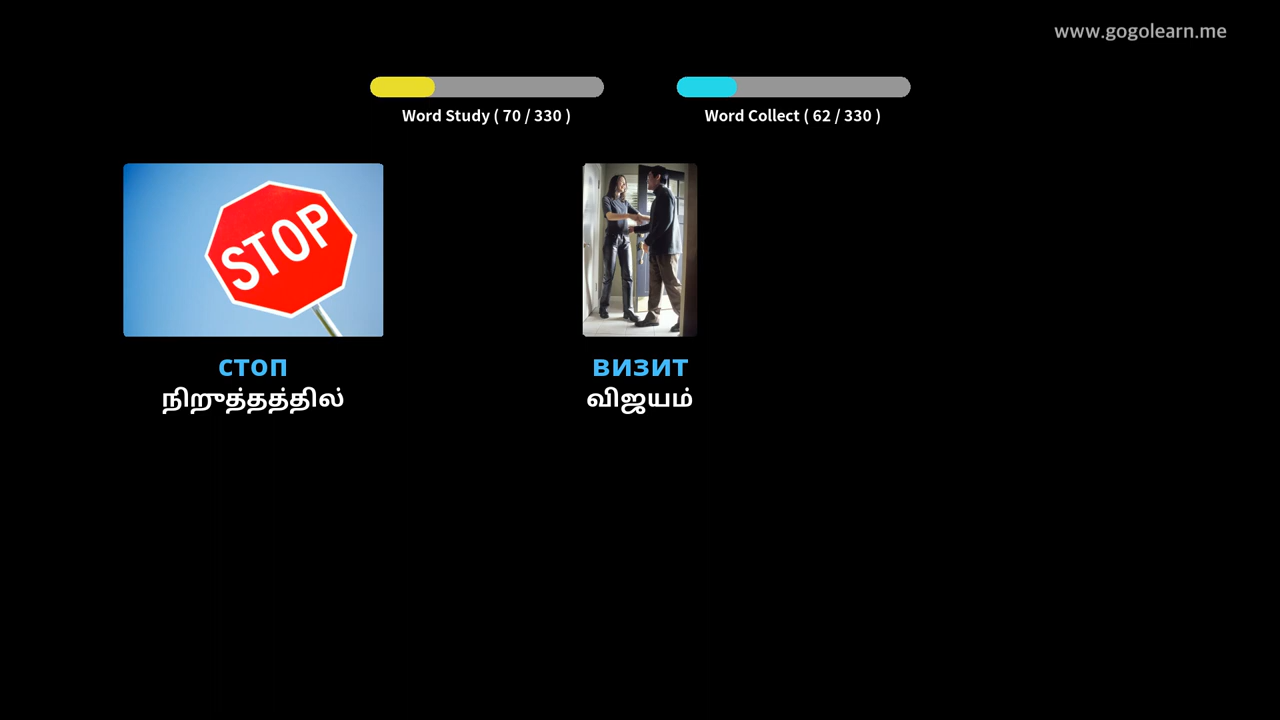 www.gogolearn.me
Word Study ( 70 / 330 )
Word Collect ( 62 / 330 )
STOP
стоп
நிறுத்தத்தில்
визит
விஜயம்